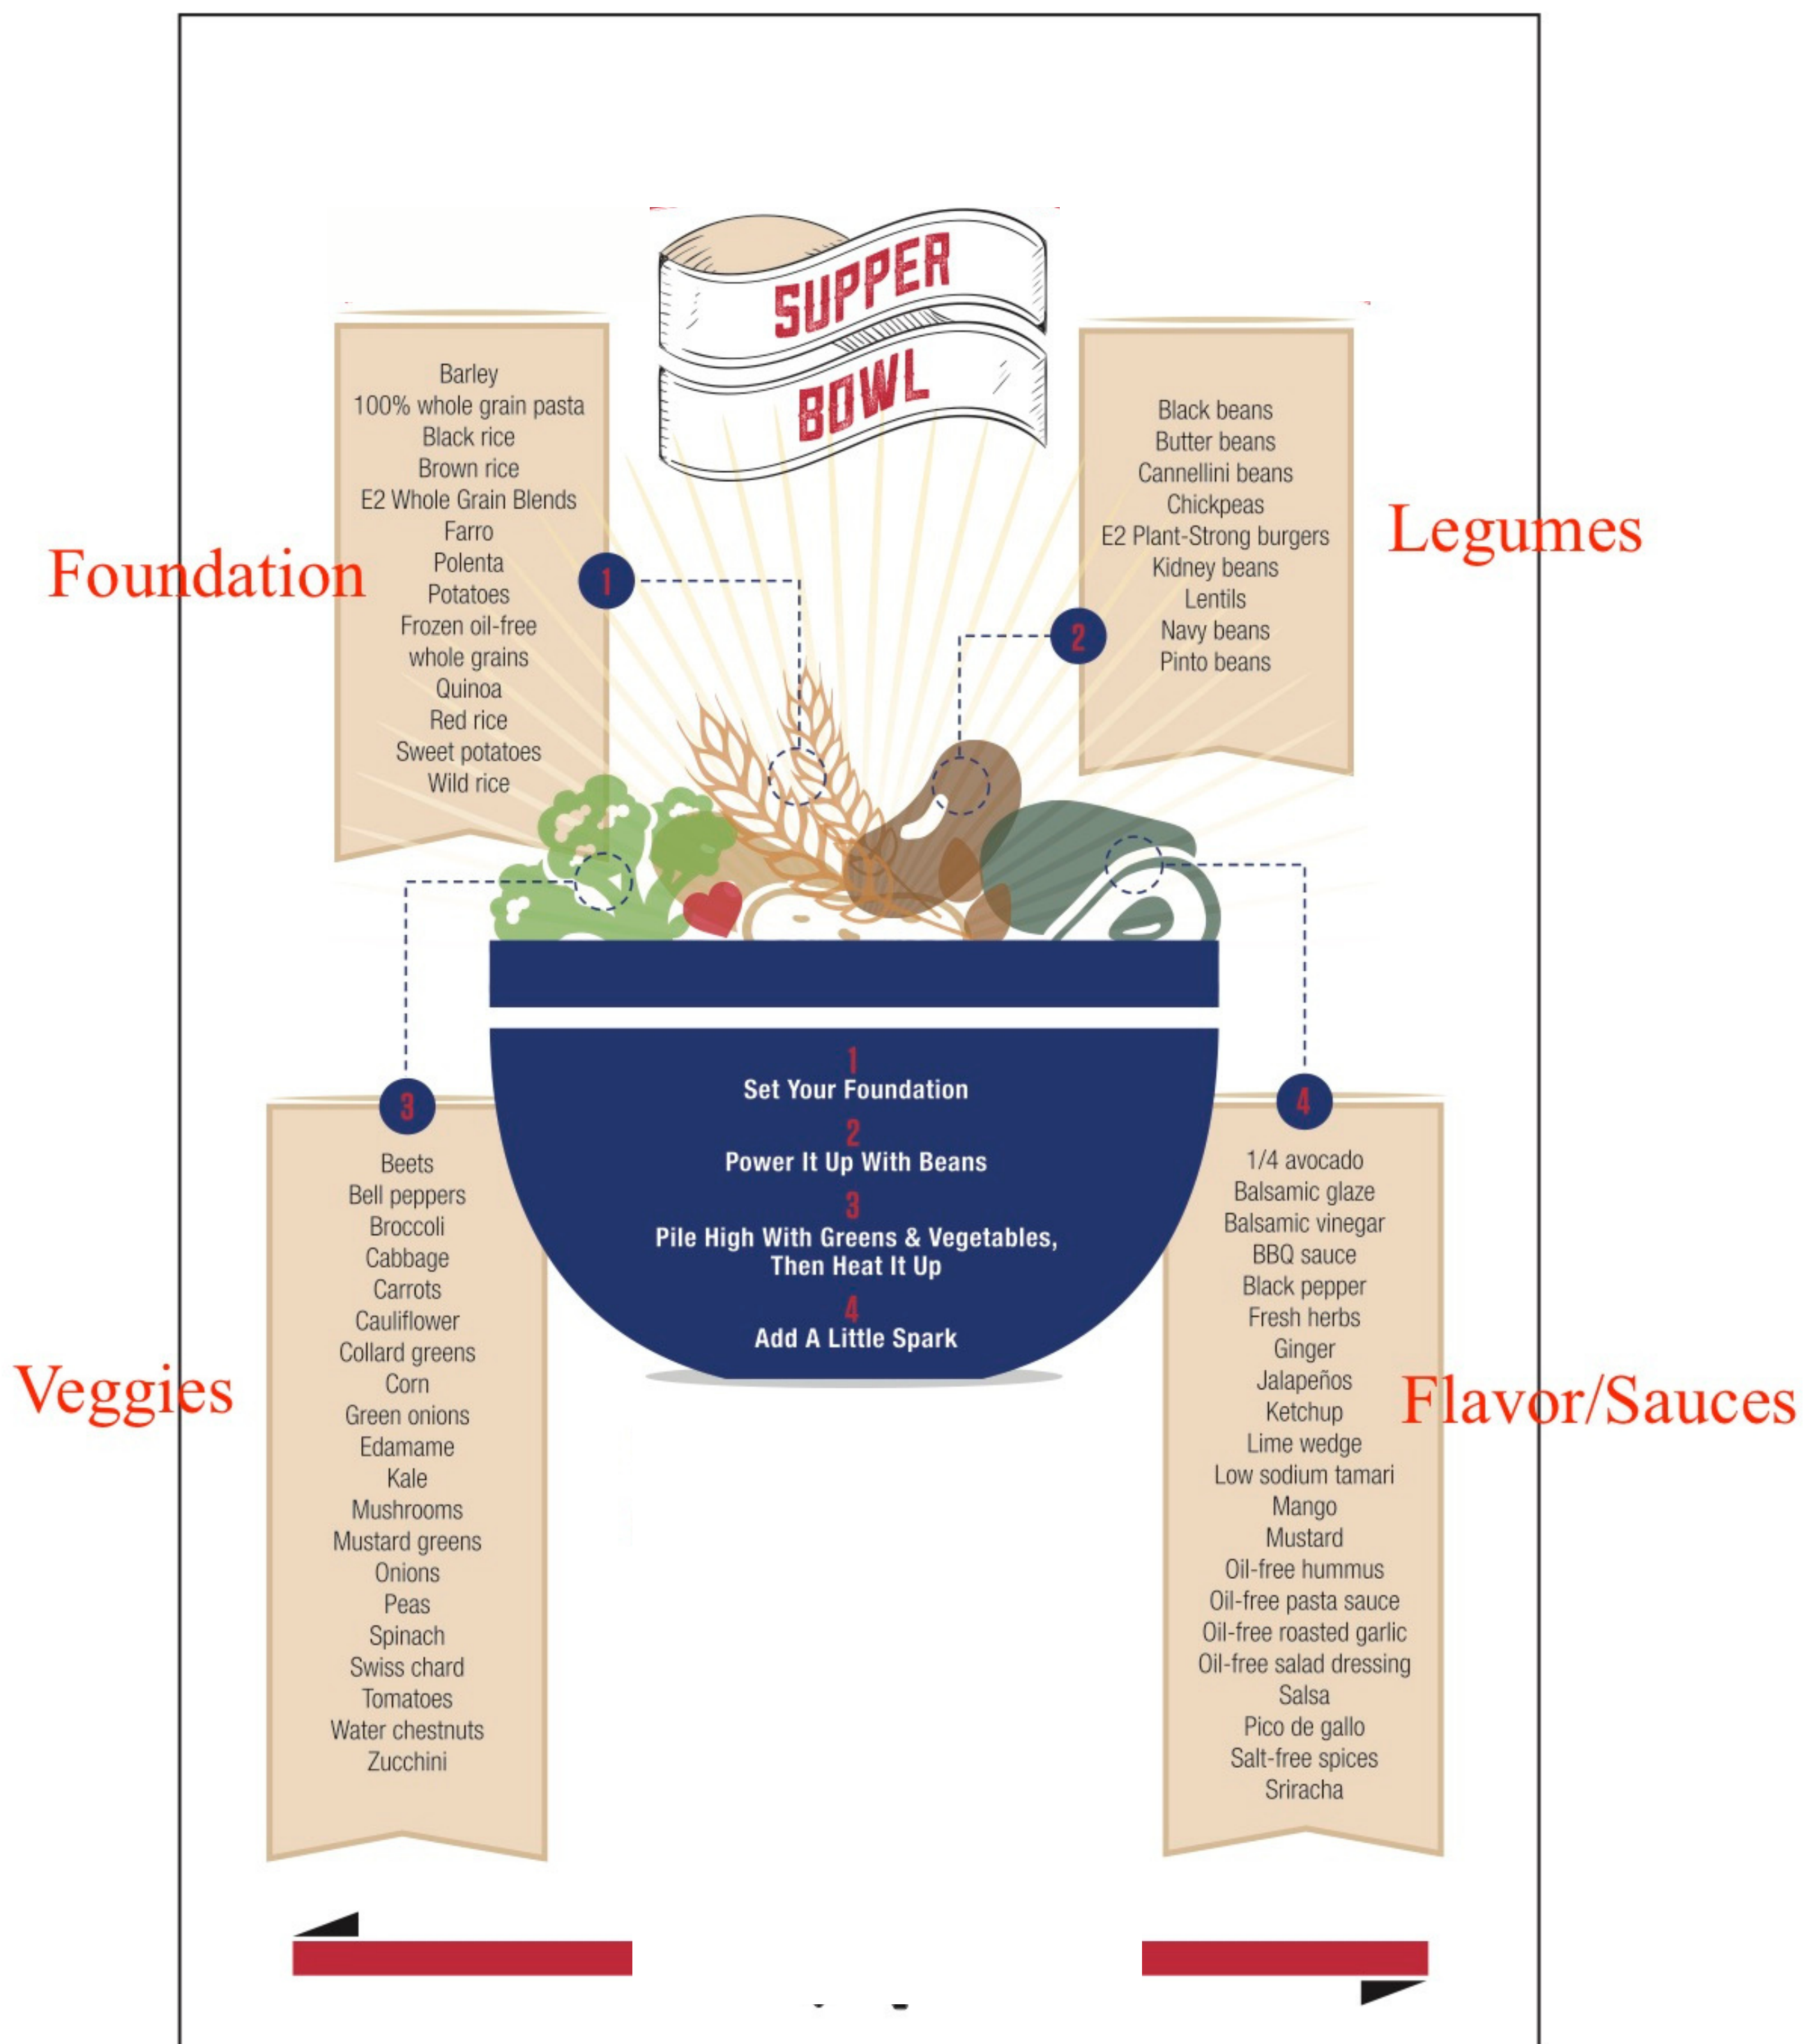 SUPPER
BOWL
Foundation
Barley
100% whole grain pasta
Black rice
Brown rice
E2 Whole Grain Blends
Farro
Polenta
Potatoes
Frozen oil-free
whole grains
Quinoa
Red rice
Sweet potatoes
Wild rice
1
Legumes
Black beans
Butter beans
Cannellini beans
Chickpeas
E2 Plant-Strong burgers
Kidney beans
Lentils
Navy beans
Pinto beans
2
1
Set Your Foundation
2
Power It Up With Beans
3
Pile High With Greens & Vegetables,
Then Heat It Up
4
Add A Little Spark
Veggies
3
Beets
Bell peppers
Broccoli
Cabbage
Carrots
Cauliflower
Collard greens
Corn
Green onions
Edamame
Kale
Mushrooms
Mustard greens
Onions
Peas
Spinach
Swiss chard
Tomatoes
Water chestnuts
Zucchini
Flavor/Sauces
4
1/4 avocado
Balsamic glaze
Balsamic vinegar
BBQ sauce
Black pepper
Fresh herbs
Ginger
Jalapeños
Ketchup
Lime wedge
Low sodium tamari
Mango
Mustard
Oil-free hummus
Oil-free pasta sauce
Oil-free roasted garlic
Oil-free salad dressing
Salsa
Pico de gallo
Salt-free spices
Sriracha